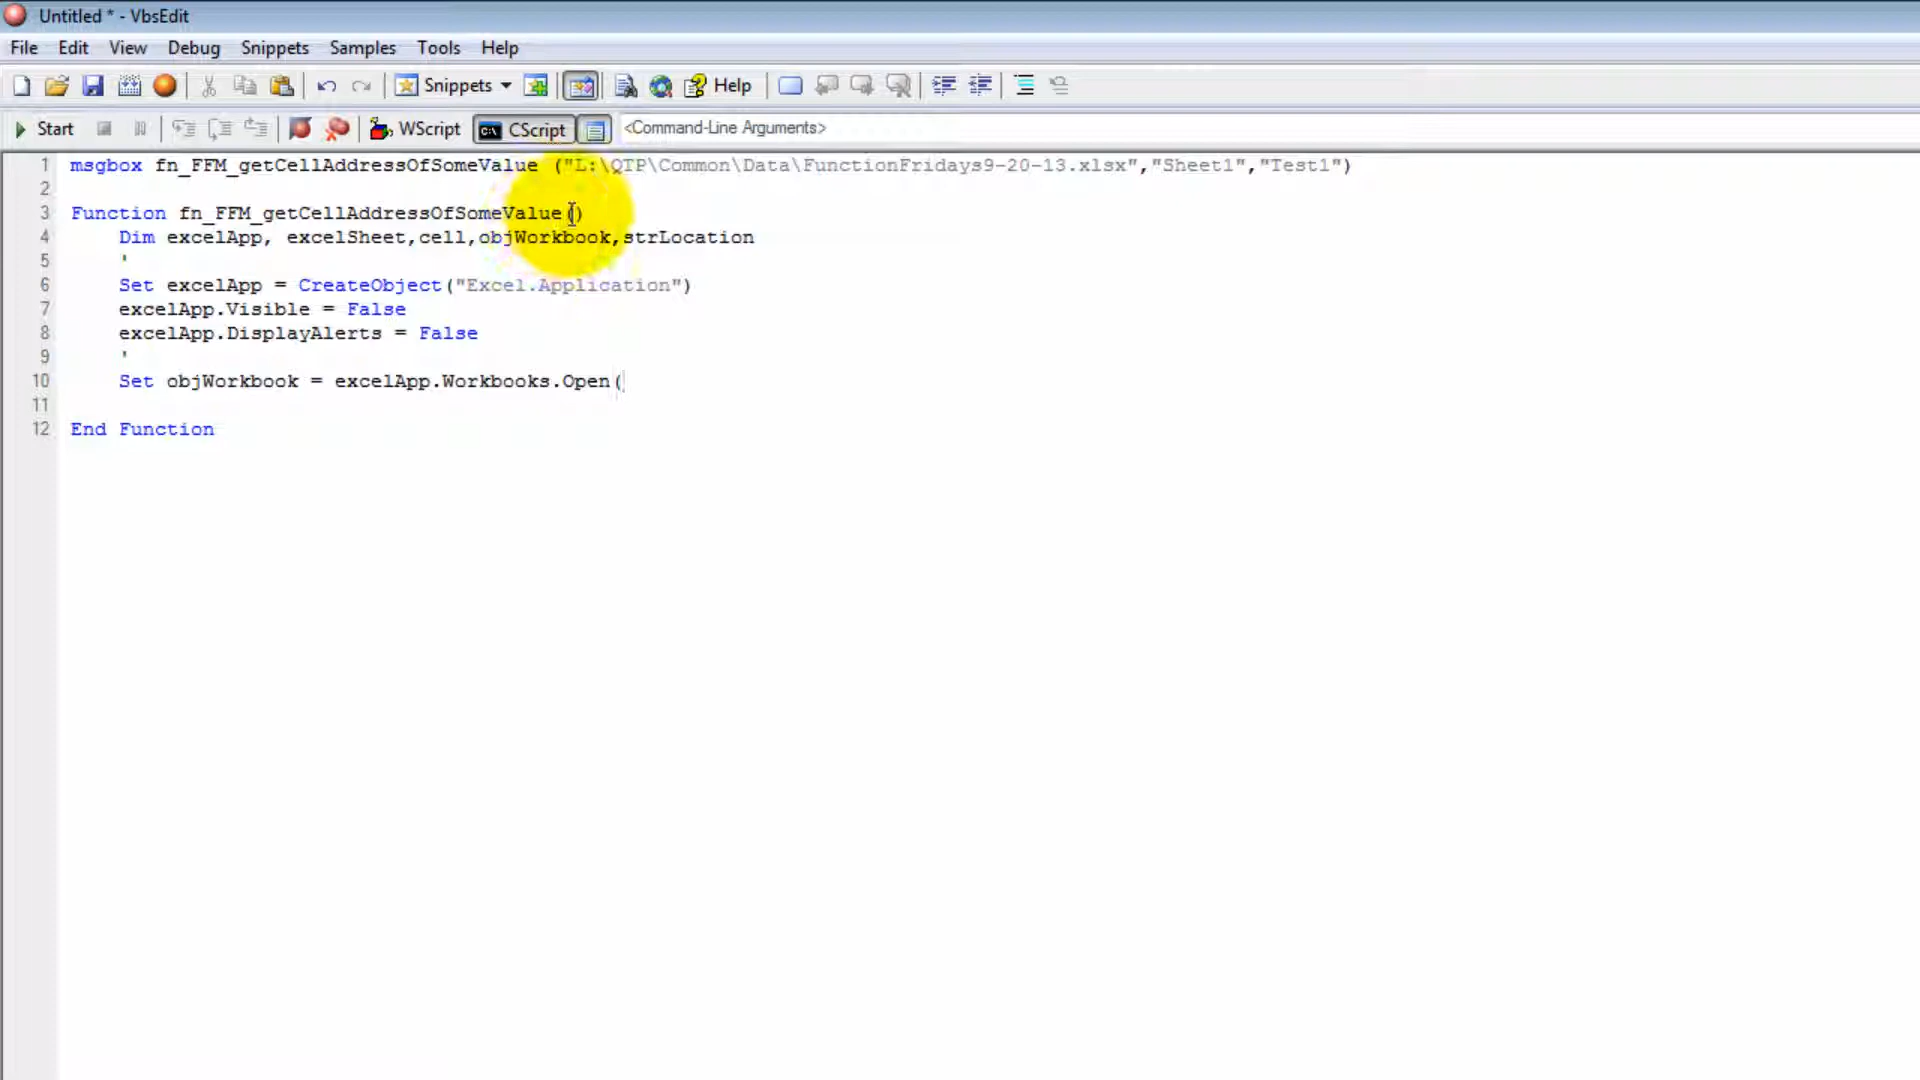 Untitled * - VbsEdit
File Edit View Debug Snippets Samples Tools Help
Snippets Help
Start WScript CScript <Command-Line Arguments>
1 msgbox fn_FFM_getCellAddressOfSomeValue ("L:\QTP\Common\Data\FunctionFridays9-20-13.xlsx","Sheet1","Test1")
2
3 Function fn_FFM_getCellAddressOfSomeValue()
4 Dim excelApp, excelSheet,cell,objWorkbook,strLocation
5 '
6 Set excelApp = CreateObject("Excel.Application")
7 excelApp.Visible = False
8 excelApp.DisplayAlerts = False
9 '
10 Set objWorkbook = excelApp.Workbooks.Open(
11
12 End Function